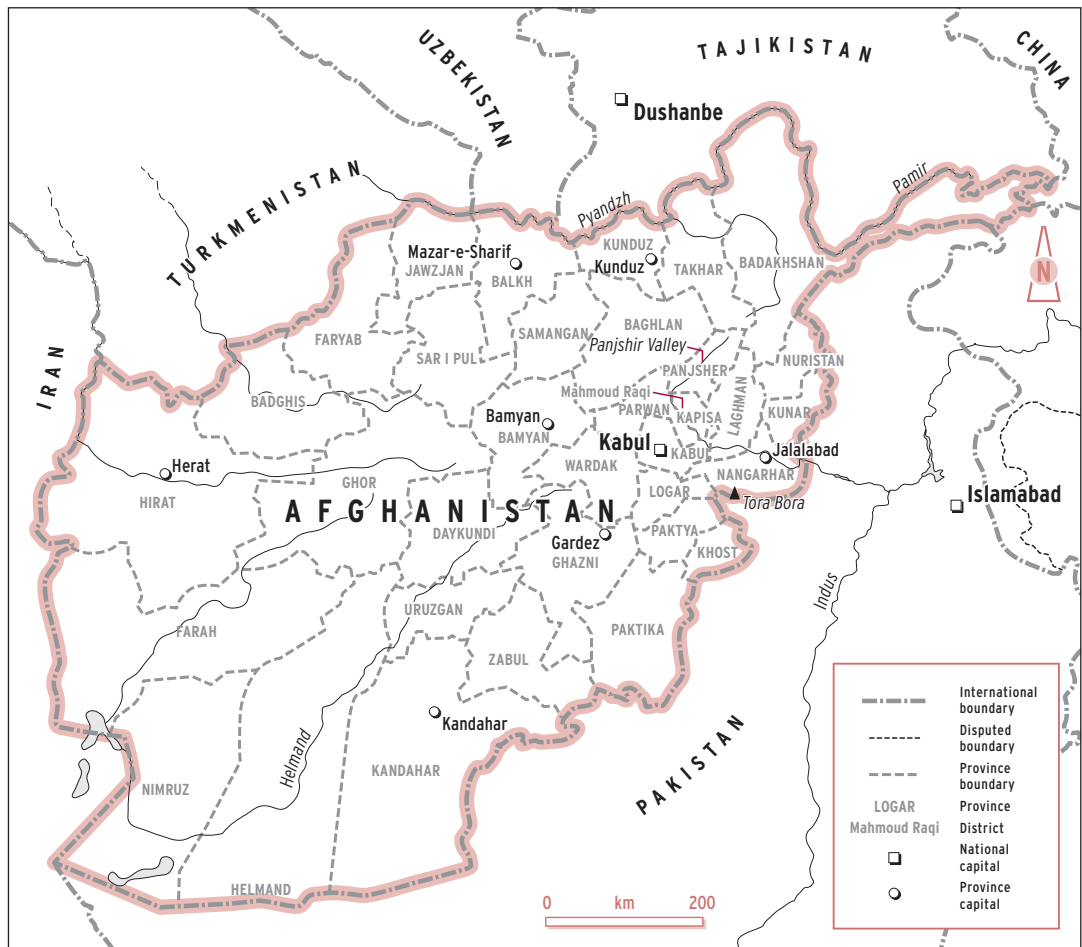 UZBEKISTAN
TAJIKISTAN
CHINA
Dushanbe
TURKMENISTAN
Pyandzh
Pamir
IRAN
Mazar-e-Sharif
JAWZJAN
BALKH
KUNDUZ
Kunduz
TAKHAR
BADAKHSHAN
N
FARYAB
SAR I PUL
SAMANGAN
BAGHLAN
Panjshir Valley
PANJSHER
NURISTAN
BADGHIS
Mahmoud Raqi
PARWAN
KAPISA
LAGHMAN
KUNAR
Bamyan
BAMYAN
Kabul
KABUL
Jalalabad
Herat
HIRAT
GHOR
WARDAK
NANGARHAR
LOGAR
Tora Bora
Islamabad
AFGHANISTAN
DAYKUNDI
Gardez
GHAZNI
PAKTYA
KHOST
Indus
URUZGAN
FARAH
ZABUL
PAKTIKA
Kandahar
Helmand
KANDAHAR
NIMRUZ
HELMAND
PAKISTAN
0 km 200
International
boundary
Disputed
boundary
Province
boundary
LOGAR Province
Mahmoud Raqi District
National
capital
Province
capital